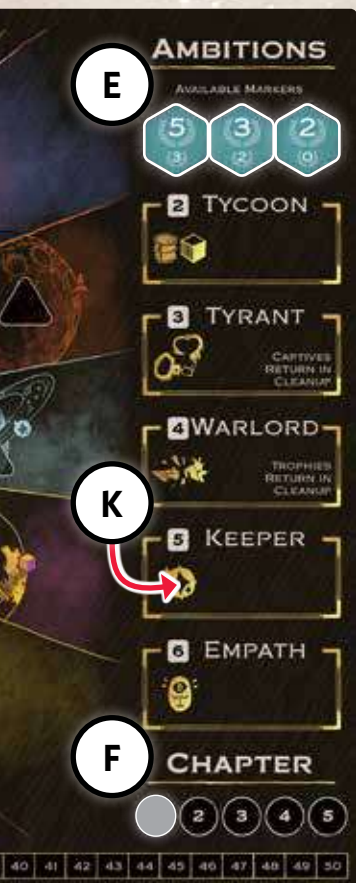 AMBITIONS
E
AVAILABLE MARKERS
5 3 2
(3) (2) (0)
2 TYCOON
3 TYRANT
CAPTIVES
RETURN IN
CLEANUP
4 WARLORD
TROPHIES
RETURN IN
CLEANUP
K
5 KEEPER
6 EMPATH
F
CHAPTER
2 3 4 5
40 41 42 43 44 45 46 47 48 49 50